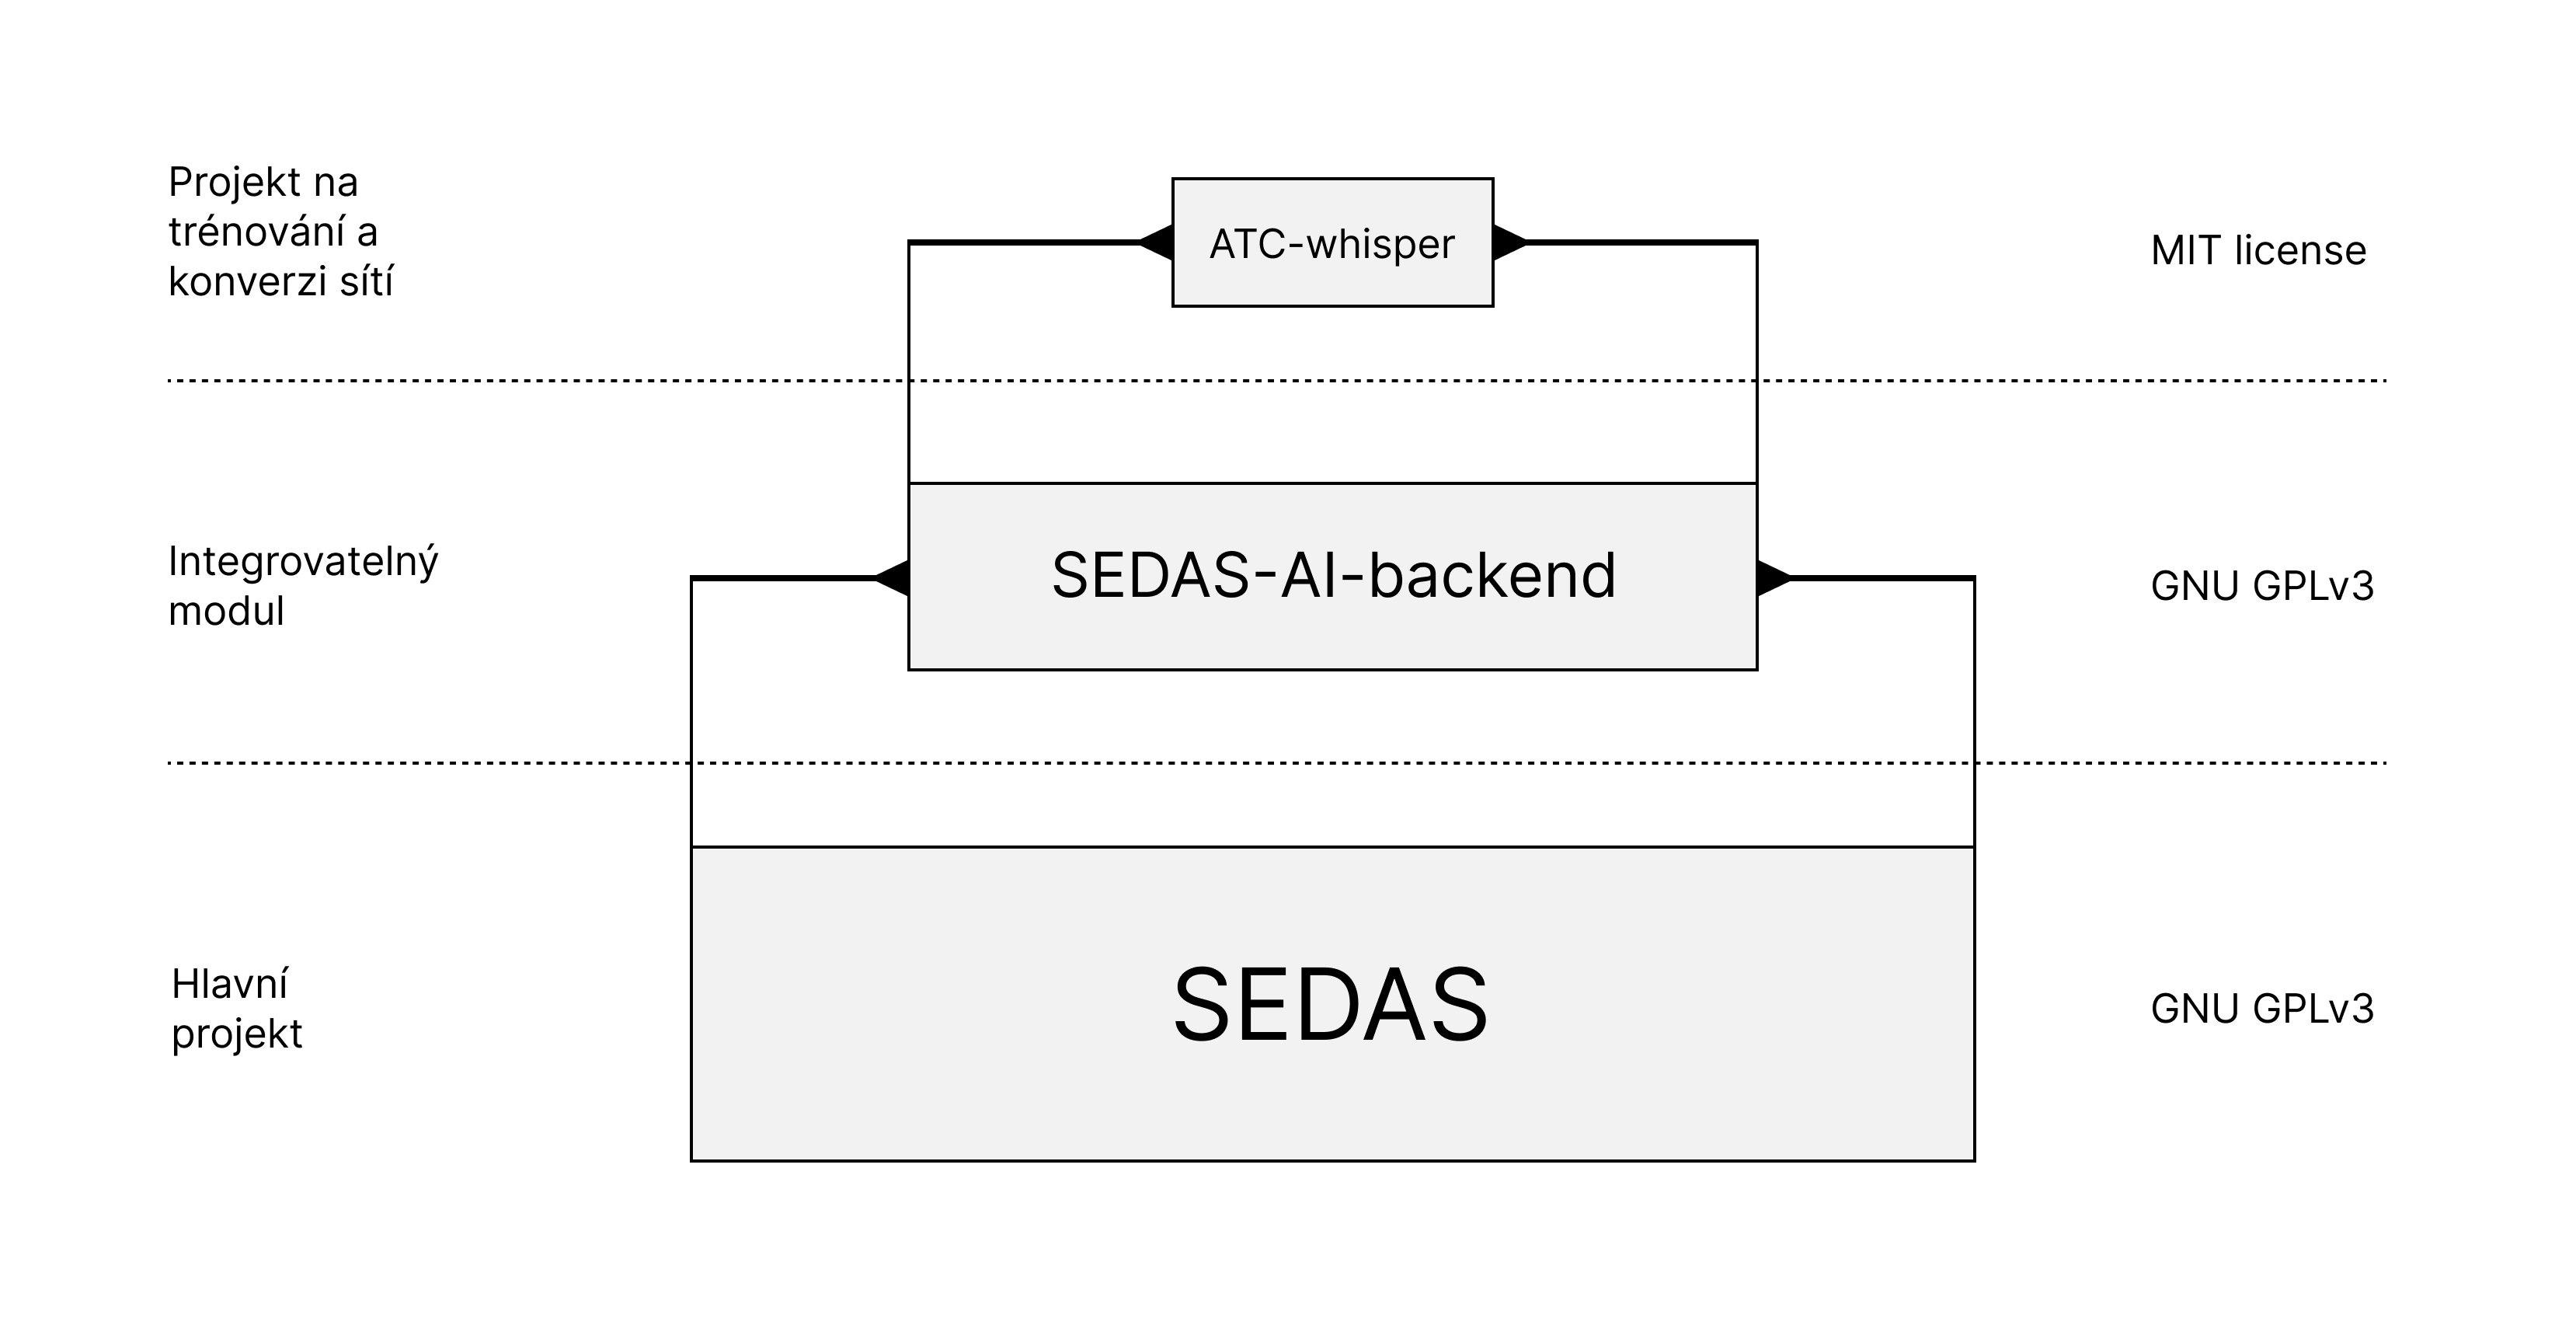 Projekt na
trénování a
konverzi sítí
ATC-whisper
MIT license
Integrovatelný
modul
SEDAS-AI-backend
GNU GPLv3
Hlavní
projekt
SEDAS
GNU GPLv3